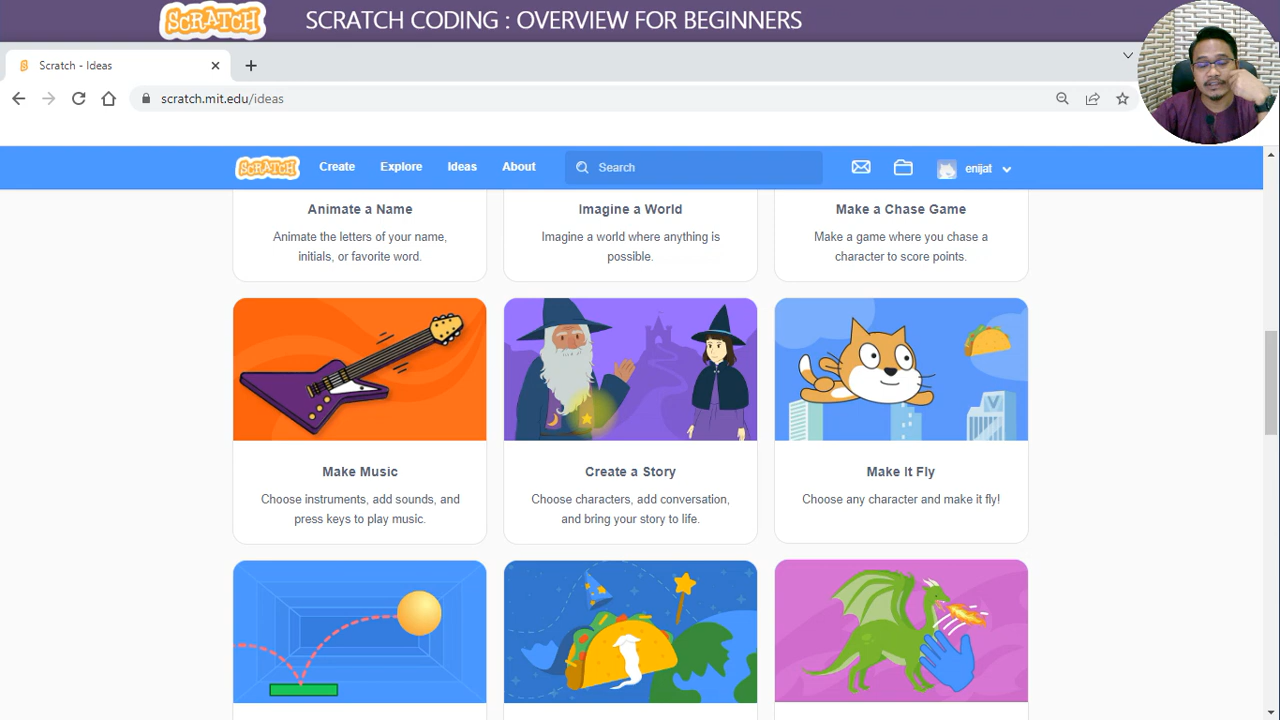 SCRATCH
SCRATCH CODING : OVERVIEW FOR BEGINNERS
Scratch - Ideas
scratch.mit.edu/ideas
SCRATCH
Create
Explore
Ideas
About
Search
enijat
Animate a Name
Animate the letters of your name,
initials, or favorite word.
Imagine a World
Imagine a world where anything is
possible.
Make a Chase Game
Make a game where you chase a
character to score points.
Make Music
Choose instruments, add sounds, and
press keys to play music.
Create a Story
Choose characters, add conversation,
and bring your story to life.
Make It Fly
Choose any character and make it fly!